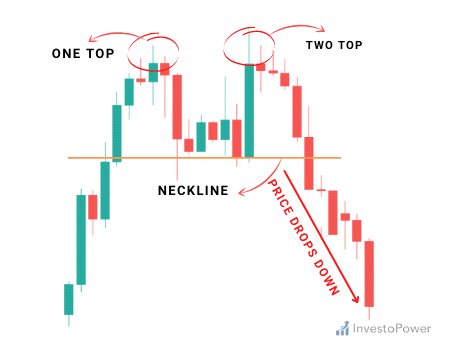 ONE TOP
TWO TOP
NECKLINE
PRICE DROPS DOWN
InvestoPower